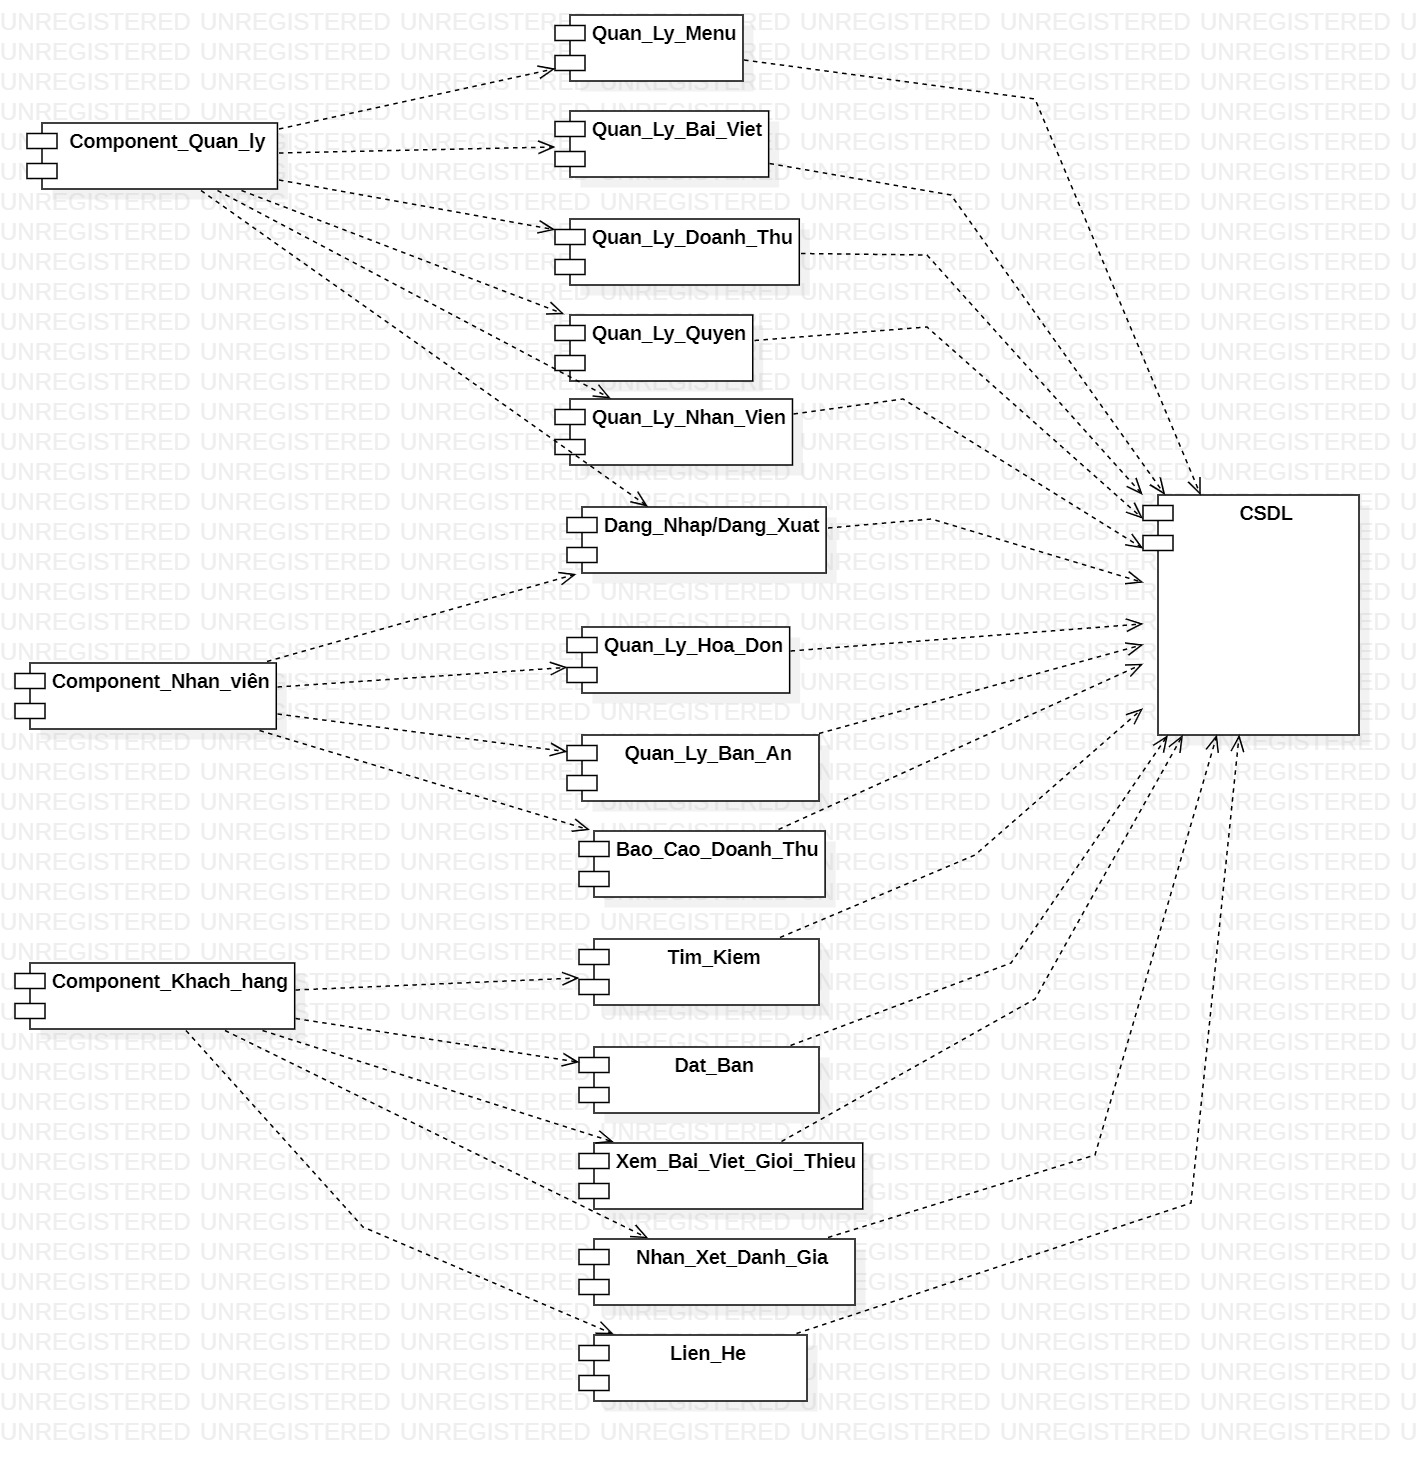 Quan_Ly_Menu
Quan_Ly_Bai_Viet
Component_Quan_ly
Quan_Ly_Doanh_Thu
Quan_Ly_Quyen
Quan_Ly_Nhan_Vien
Dang_Nhap/Dang_Xuat
CSDL
Quan_Ly_Hoa_Don
Component_Nhan_viên
Quan_Ly_Ban_An
Bao_Cao_Doanh_Thu
Tim_Kiem
Component_Khach_hang
Dat_Ban
Xem_Bai_Viet_Gioi_Thieu
Nhan_Xet_Danh_Gia
Lien_He
UNREGISTERED